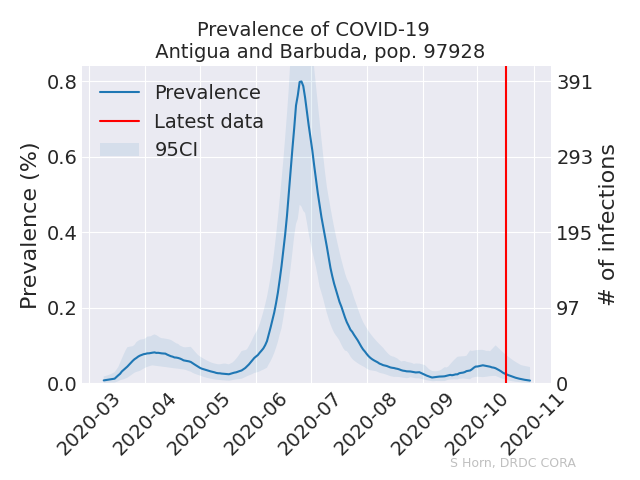 Prevalence of COVID-19
Antigua and Barbuda, pop. 97928
Prevalence (%)
0.8
0.6
0.4
0.2
0.0
Prevalence
Latest data
95CI
391
293
195
97
0
# of infections
2020-03
2020-04
2020-05
2020-06
2020-07
2020-08
2020-09
2020-10
2020-11
S Horn, DRDC CORA